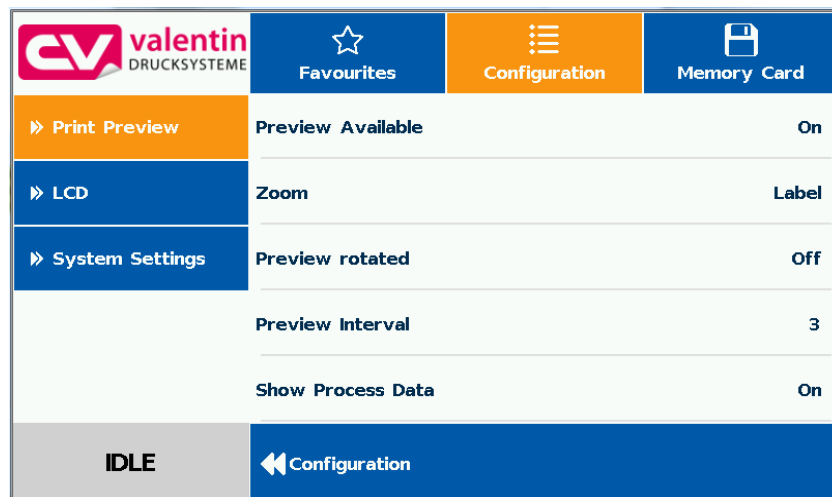 CV. valentin
DRUCKSYSTEME
Favourites
Configuration
Memory Card
Print Preview
LCD
System Settings
Preview Available On
Zoom Label
Preview rotated Off
Preview Interval 3
Show Process Data On
IDLE
Configuration